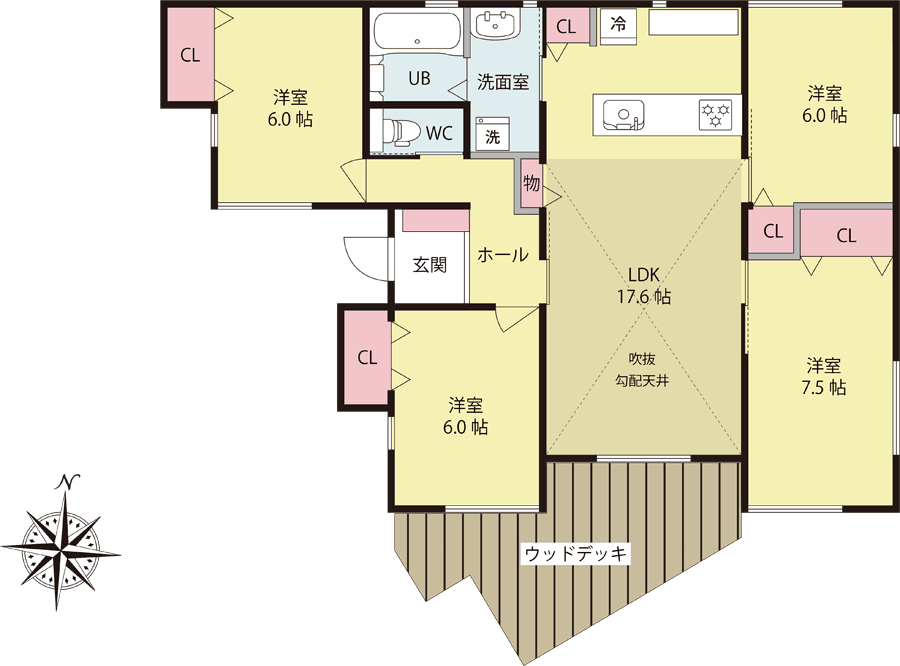 CL
洋室
6.0 帖
UB
洗面室
WC
洗
CL
冷
洋室
6.0 帖
物
ホール
玄関
LDK
17.6 帖
吹抜
勾配天井
CL
CL
洋室
7.5 帖
CL
洋室
6.0 帖
ウッドデッキ
N